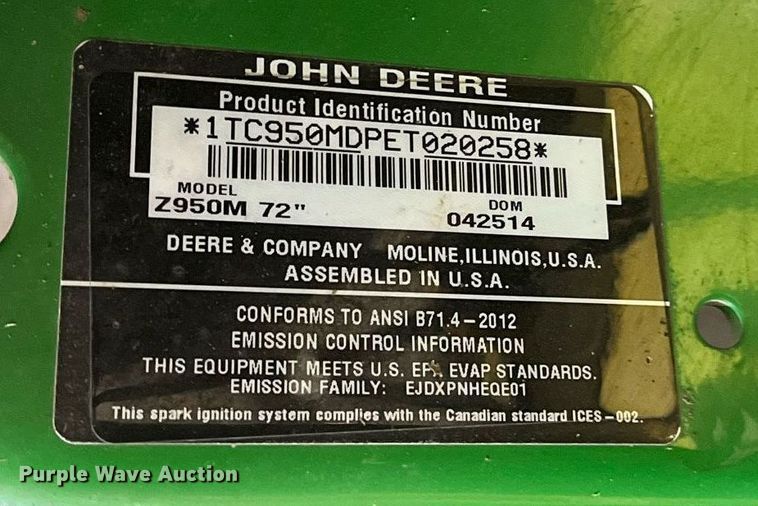 JOHN DEERE
Product Identification Number
*1TC950MDPET020258*
MODEL DOM
Z950M 72" 042514
DEERE & COMPANY MOLINE, ILLINOIS, U.S.A.
ASSEMBLED IN U.S.A.
CONFORMS TO ANSI B71.4-2012
EMISSION CONTROL INFORMATION
THIS EQUIPMENT MEETS U.S. EVAP STANDARDS.
EMISSION FAMILY: EJDXPNHEQE01
This spark ignition system complies with the Canadian standard ICES-002.
Purple Wave Auction